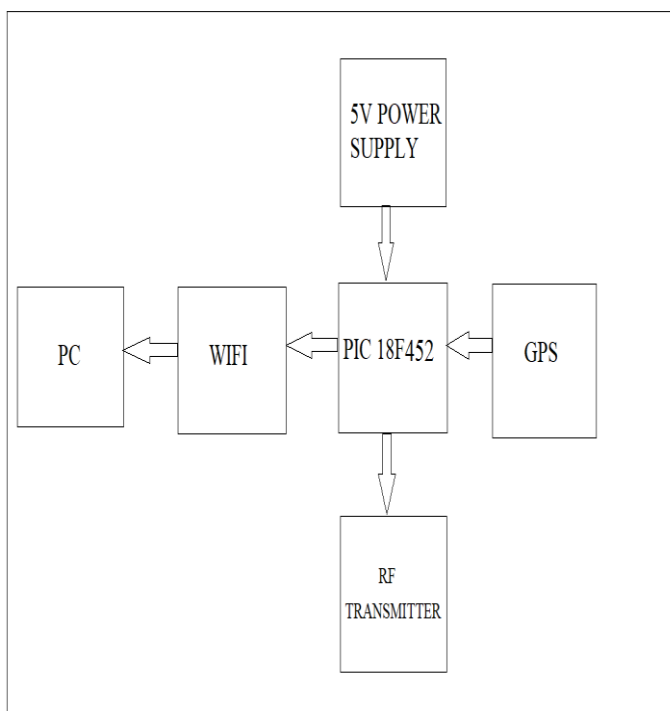 5V POWER
SUPPLY
PC
WIFI
PIC 18F452
GPS
RF
TRANSMITTER